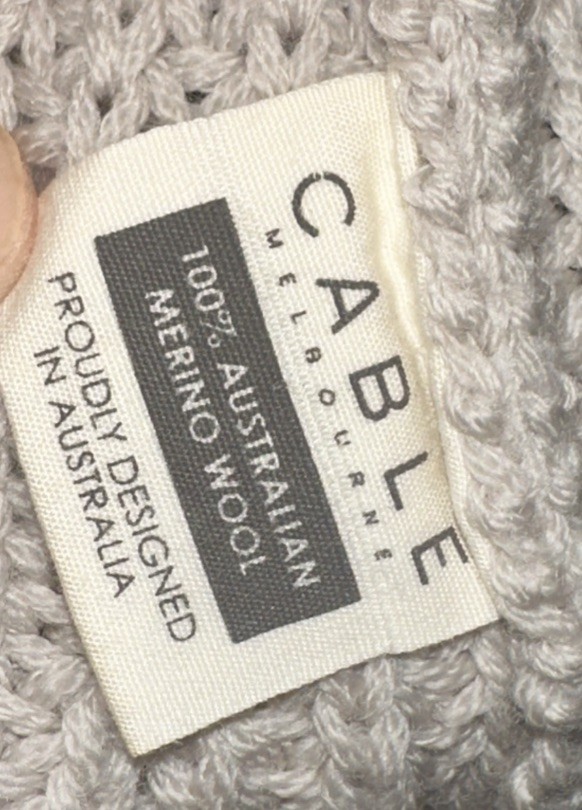 CABLE
MELBOURNE
100% AUSTRALIAN
MERINO WOOL
PROUDLY DESIGNED
IN AUSTRALIA